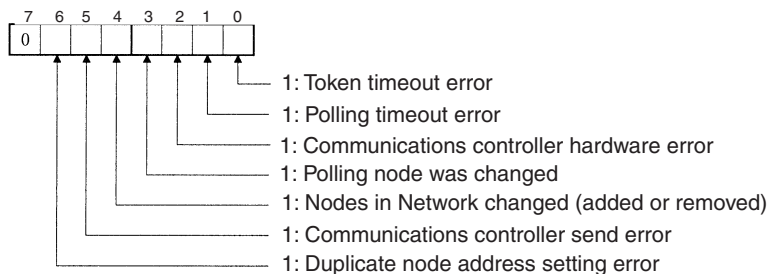 7 6 5 4 3 2 1 0
0
1: Token timeout error
1: Polling timeout error
1: Communications controller hardware error
1: Polling node was changed
1: Nodes in Network changed (added or removed)
1: Communications controller send error
1: Duplicate node address setting error